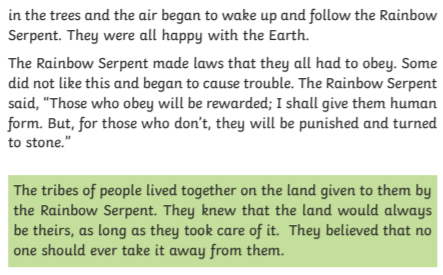 in the trees and the air began to wake up and follow the Rainbow
Serpent. They were all happy with the Earth.
The Rainbow Serpent made laws that they all had to obey. Some
did not like this and began to cause trouble. The Rainbow Serpent
said, “Those who obey will be rewarded; I shall give them human
form. But, for those who don’t, they will be punished and turned
to stone.”
The tribes of people lived together on the land given to them by
the Rainbow Serpent. They knew that the land would always
be theirs, as long as they took care of it.  They believed that no
one should ever take it away from them.